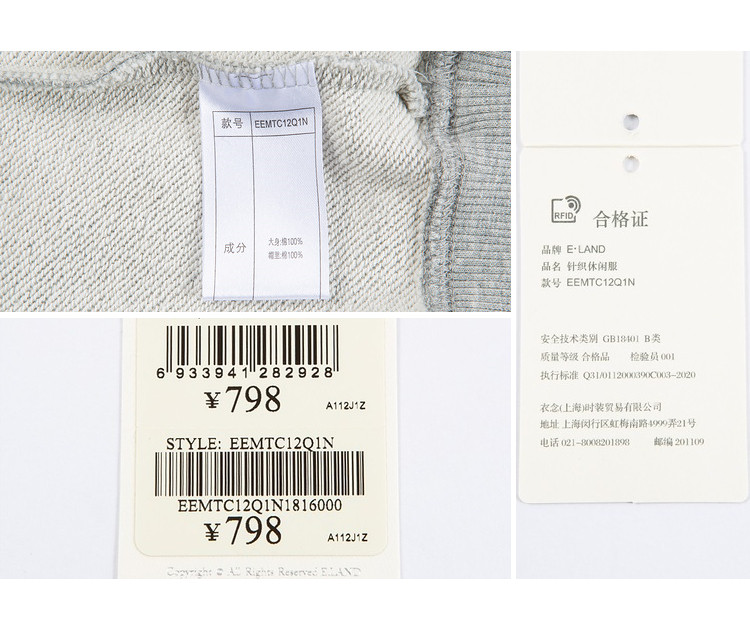 款号 EEMTC12Q1N
成分
大身:棉100%
帽里:棉100%
6 933941 282928
¥798
A112J1Z
STYLE: EEMTC12Q1N
EEMTC12Q1N1816000
¥798
A112J1Z
Copyright © All Rights Reserved E.LAND
RFID
合格证
品牌 E·LAND
品名 针织休闲服
款号 EEMTC12Q1N
安全技术类别 GB18401 B类
质量等级 合格品 检验员 001
执行标准 Q31/0112000390C003-2020
衣念(上海)时装贸易有限公司
地址 上海闵行区虹梅南路4999弄21号
电话 021-8008201898 邮编 201109